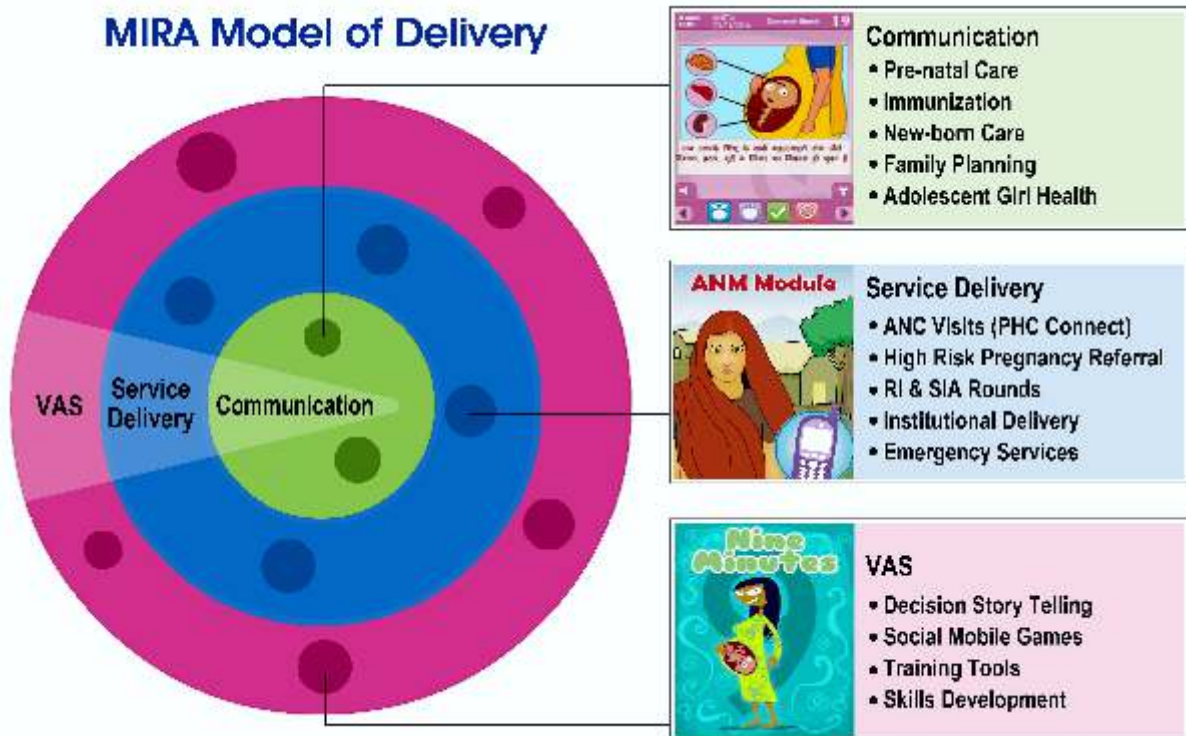 MIRA Model of Delivery
VAS
Service
Delivery
Communication
19
Communication
• Pre-natal Care
• Immunization
• New-born Care
• Family Planning
• Adolescent Girl Health
ANM Module
Service Delivery
• ANC Visits (PHC Connect)
• High Risk Pregnancy Referral
• RI & SIA Rounds
• Institutional Delivery
• Emergency Services
Nine
Minutes
VAS
• Decision Story Telling
• Social Mobile Games
• Training Tools
• Skills Development